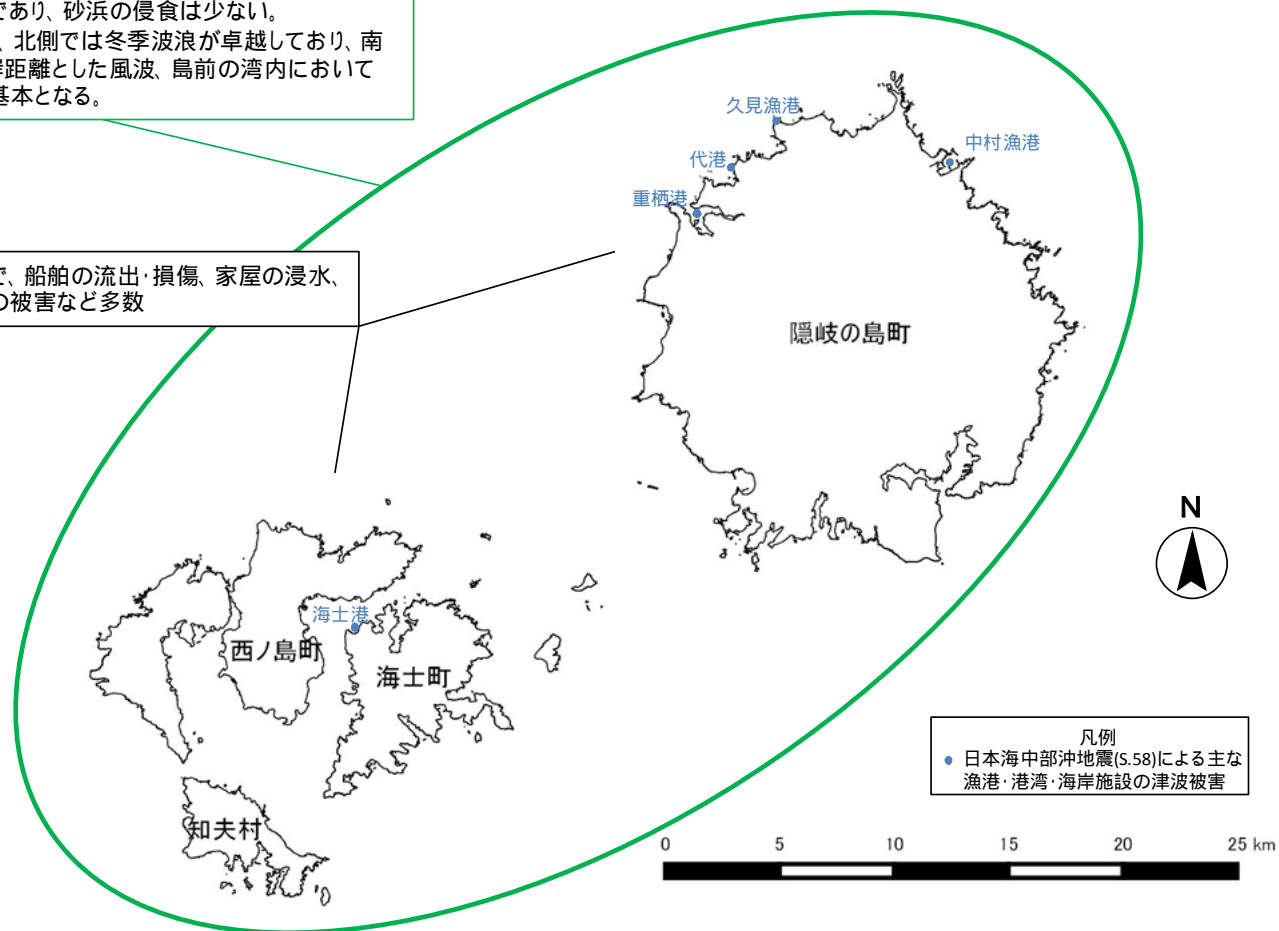 であり、砂浜の侵食は少ない。
、北側では冬季波浪が卓越しており、南
距離とした風波、島前の湾内において
基本となる。
久見漁港
中村漁港
代港
重栖港
で、船舶の流出・損傷、家屋の浸水、
の被害など多数
隠岐の島町
N
海士港
西ノ島町
海士町
凡例
日本海中部沖地震(S.58)による主な
漁港・港湾・海岸施設の津波被害
知夫村
0 5 10 15 20 25 km